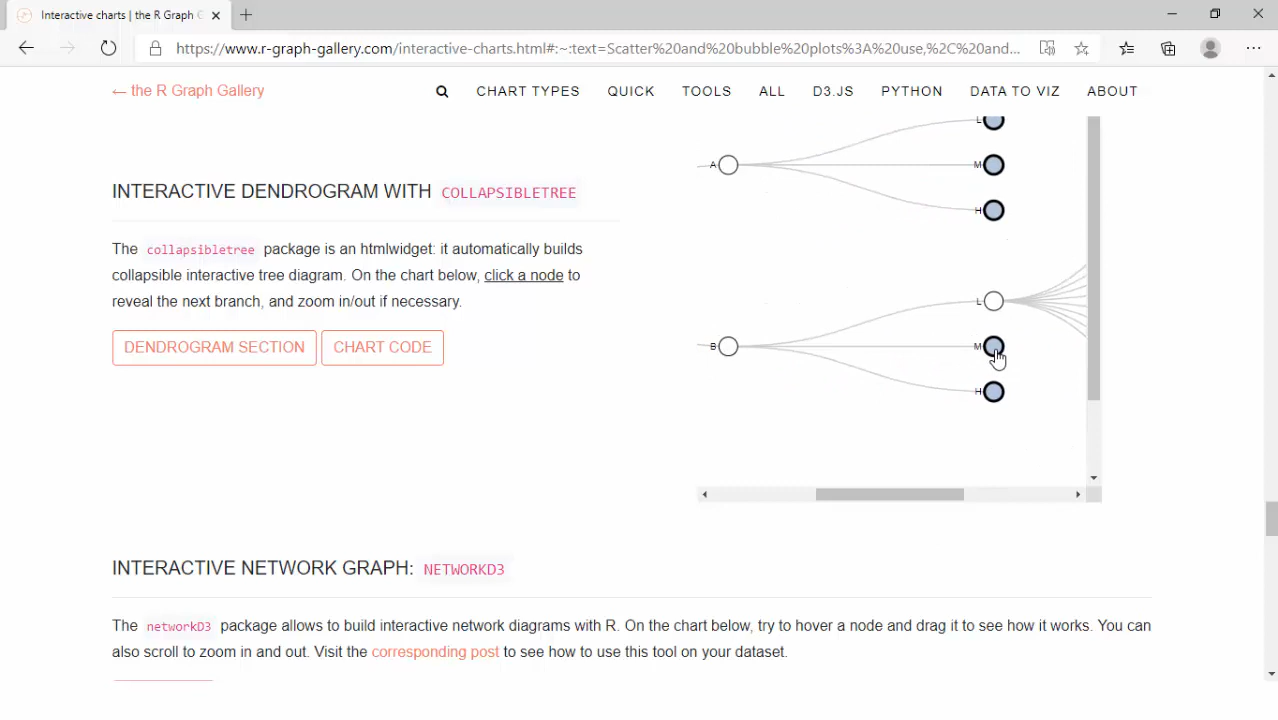 Interactive charts | the R Graph G
https://www.r-graph-gallery.com/interactive-charts.html#:~:text=Scatter%20and%20bubble%20plots%3A%20use,%2C%20and...
← the R Graph Gallery
CHART TYPES QUICK TOOLS ALL D3.JS PYTHON DATA TO VIZ ABOUT
INTERACTIVE DENDROGRAM WITH COLLAPSIBLETREE
The collapsibletree package is an htmlwidget: it automatically builds
collapsible interactive tree diagram. On the chart below, click a node to
reveal the next branch, and zoom in/out if necessary.
DENDROGRAM SECTION CHART CODE
L
A M
H
L
B M
H
INTERACTIVE NETWORK GRAPH: NETWORKD3
The networkD3 package allows to build interactive network diagrams with R. On the chart below, try to hover a node and drag it to see how it works. You can
also scroll to zoom in and out. Visit the corresponding post to see how to use this tool on your dataset.